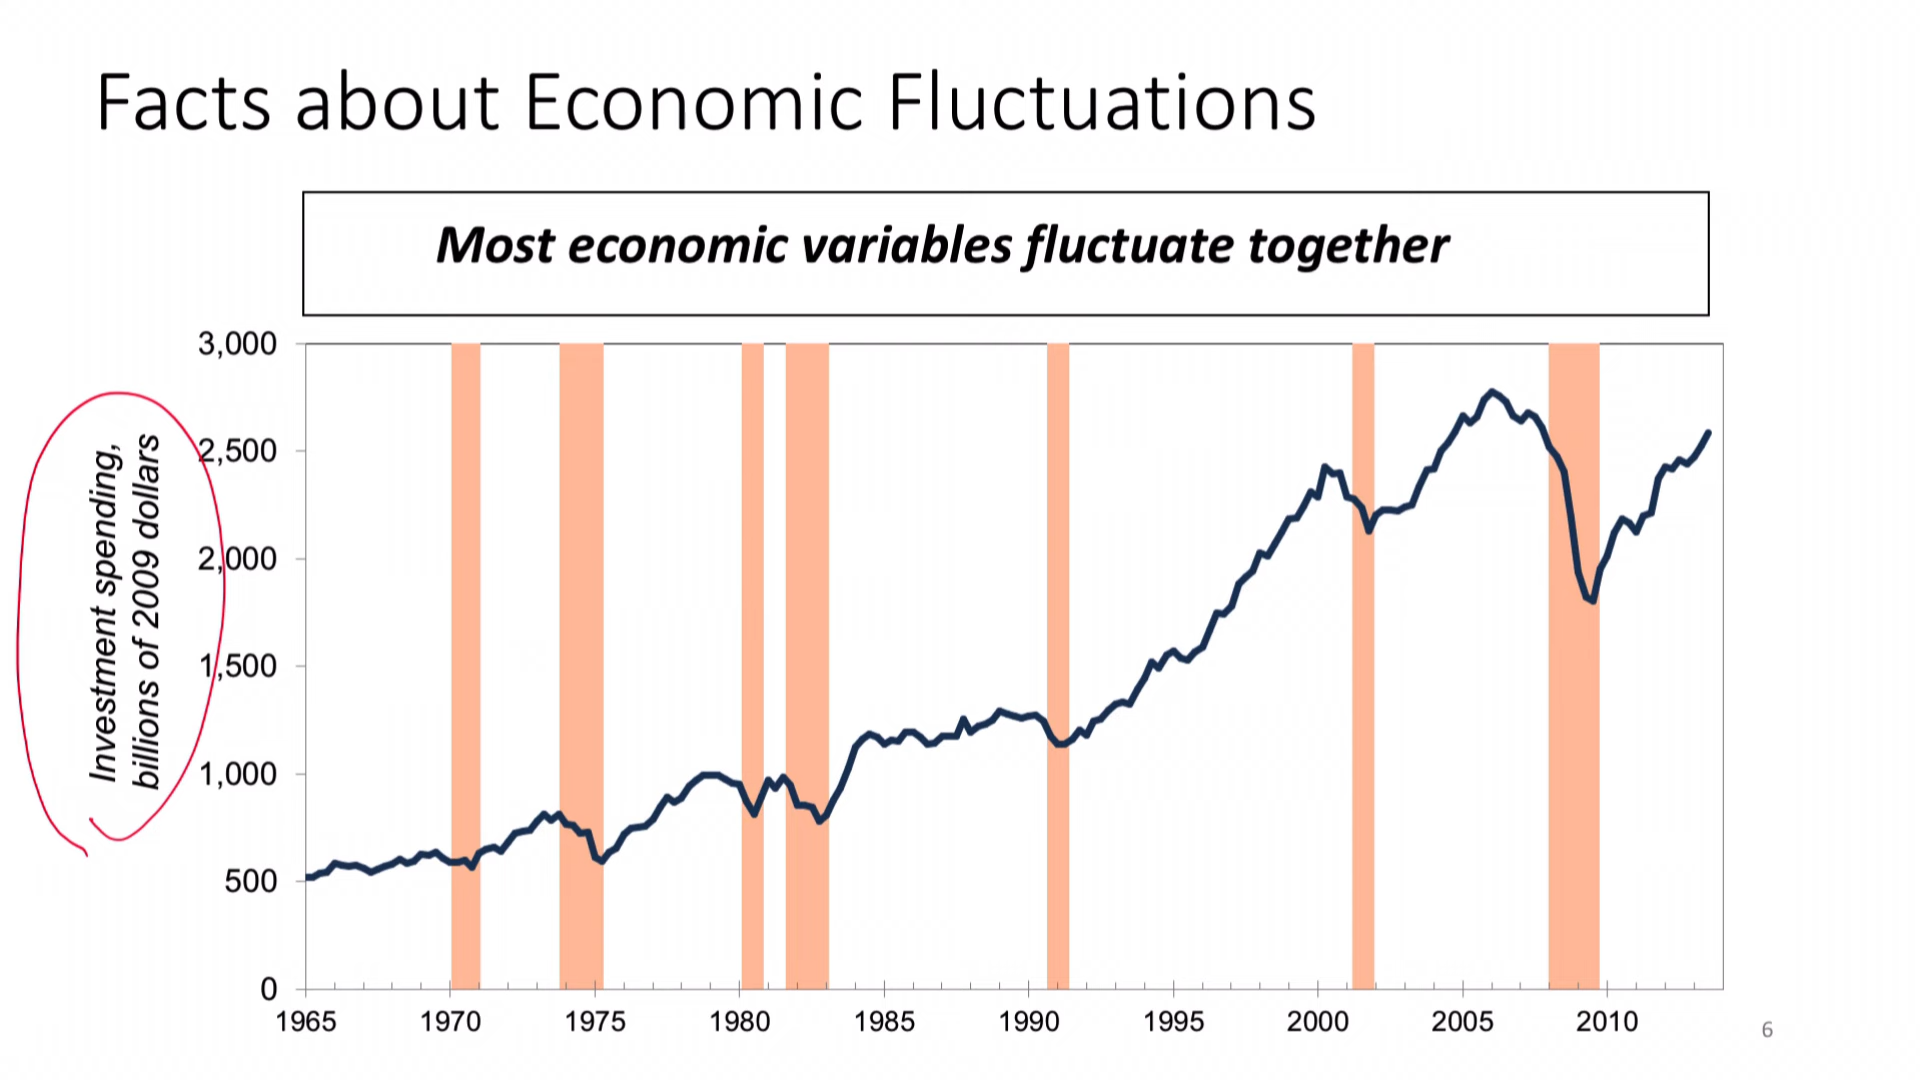 Facts about Economic Fluctuations
Most economic variables fluctuate together
Investment spending,
billions of 2009 dollars
3,000
2,500
2,000
1,500
1,000
500
0
1965 1970 1975 1980 1985 1990 1995 2000 2005 2010
6